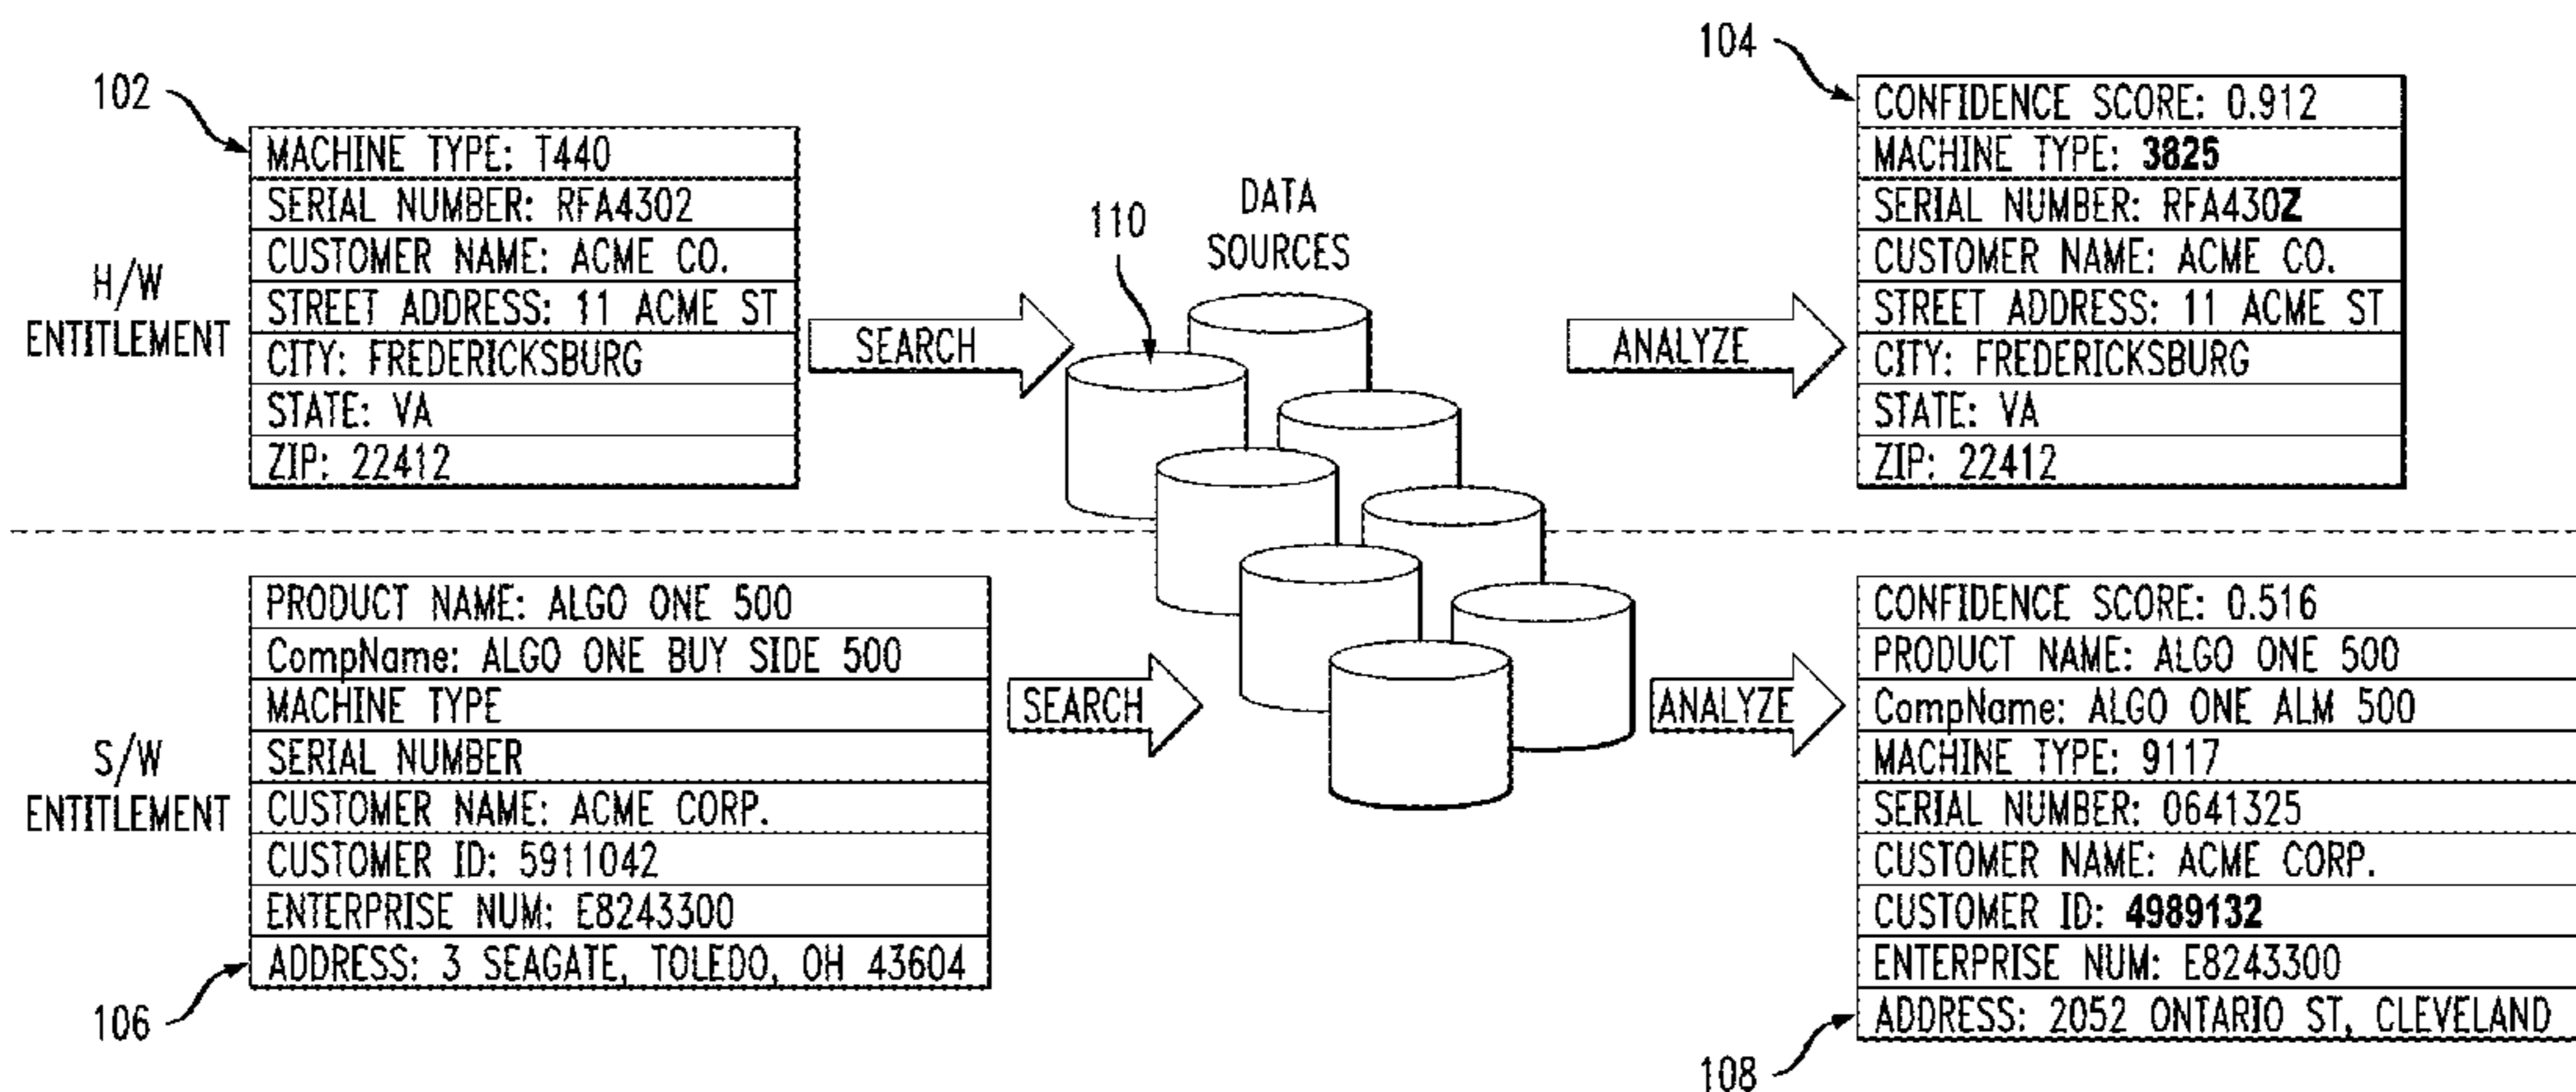 102
H/W
ENTITLEMENT
MACHINE TYPE: T440
SERIAL NUMBER: RFA4302
CUSTOMER NAME: ACME CO.
STREET ADDRESS: 11 ACME ST
CITY: FREDERICKSBURG
STATE: VA
ZIP: 22412
SEARCH
110
DATA
SOURCES
ANALYZE
104
CONFIDENCE SCORE: 0.912
MACHINE TYPE: 3825
SERIAL NUMBER: RFA430Z
CUSTOMER NAME: ACME CO.
STREET ADDRESS: 11 ACME ST
CITY: FREDERICKSBURG
STATE: VA
ZIP: 22412
S/W
ENTITLEMENT
PRODUCT NAME: ALGO ONE 500
CompName: ALGO ONE BUY SIDE 500
MACHINE TYPE
SERIAL NUMBER
CUSTOMER NAME: ACME CORP.
CUSTOMER ID: 5911042
ENTERPRISE NUM: E8243300
ADDRESS: 3 SEAGATE, TOLEDO, OH 43604
106
SEARCH
ANALYZE
CONFIDENCE SCORE: 0.516
PRODUCT NAME: ALGO ONE 500
CompName: ALGO ONE ALM 500
MACHINE TYPE: 9117
SERIAL NUMBER: 0641325
CUSTOMER NAME: ACME CORP.
CUSTOMER ID: 4989132
ENTERPRISE NUM: E8243300
ADDRESS: 2052 ONTARIO ST, CLEVELAND
108